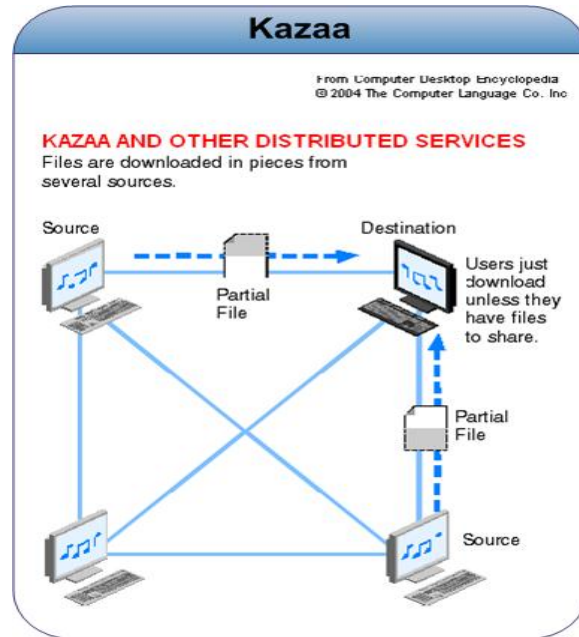 Kazaa
From Computer Desktop Encyclopedia
© 2004 The Computer Language Co. Inc
KAZAA AND OTHER DISTRIBUTED SERVICES
Files are downloaded in pieces from
several sources.
Source
Destination
Partial
File
Users just
download
unless they
have files
to share.
Partial
File
Source